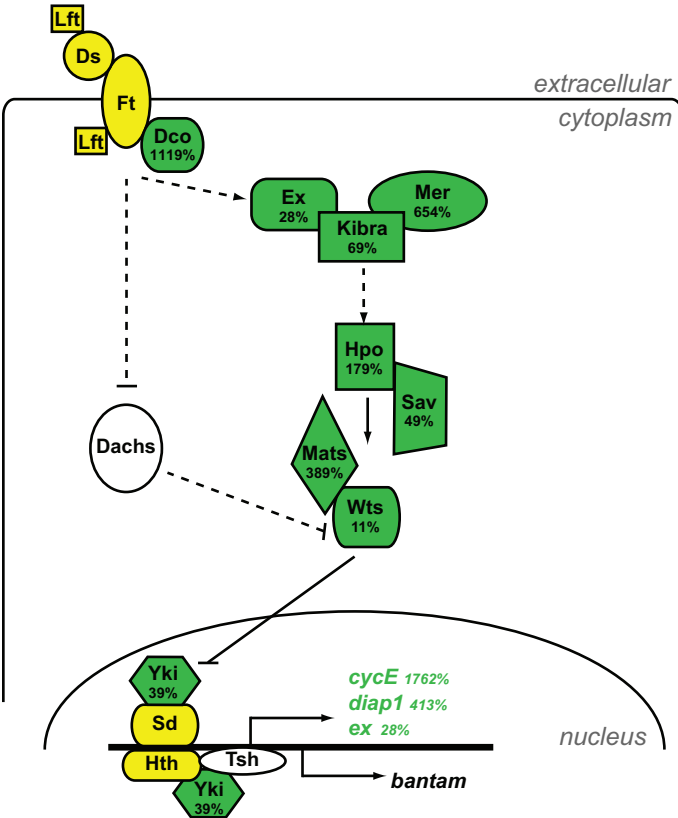 Lft
Ds
Ft
extracellular
cytoplasm
Lft
Dco
1119%
Ex
28%
Mer
654%
Kibra
69%
Hpo
179%
Sav
49%
Dachs
Mats
389%
Wts
11%
Yki
39%
cycE 1762%
diap1 413%
ex 28%
Sd
nucleus
Hth
Tsh
bantam
Yki
39%